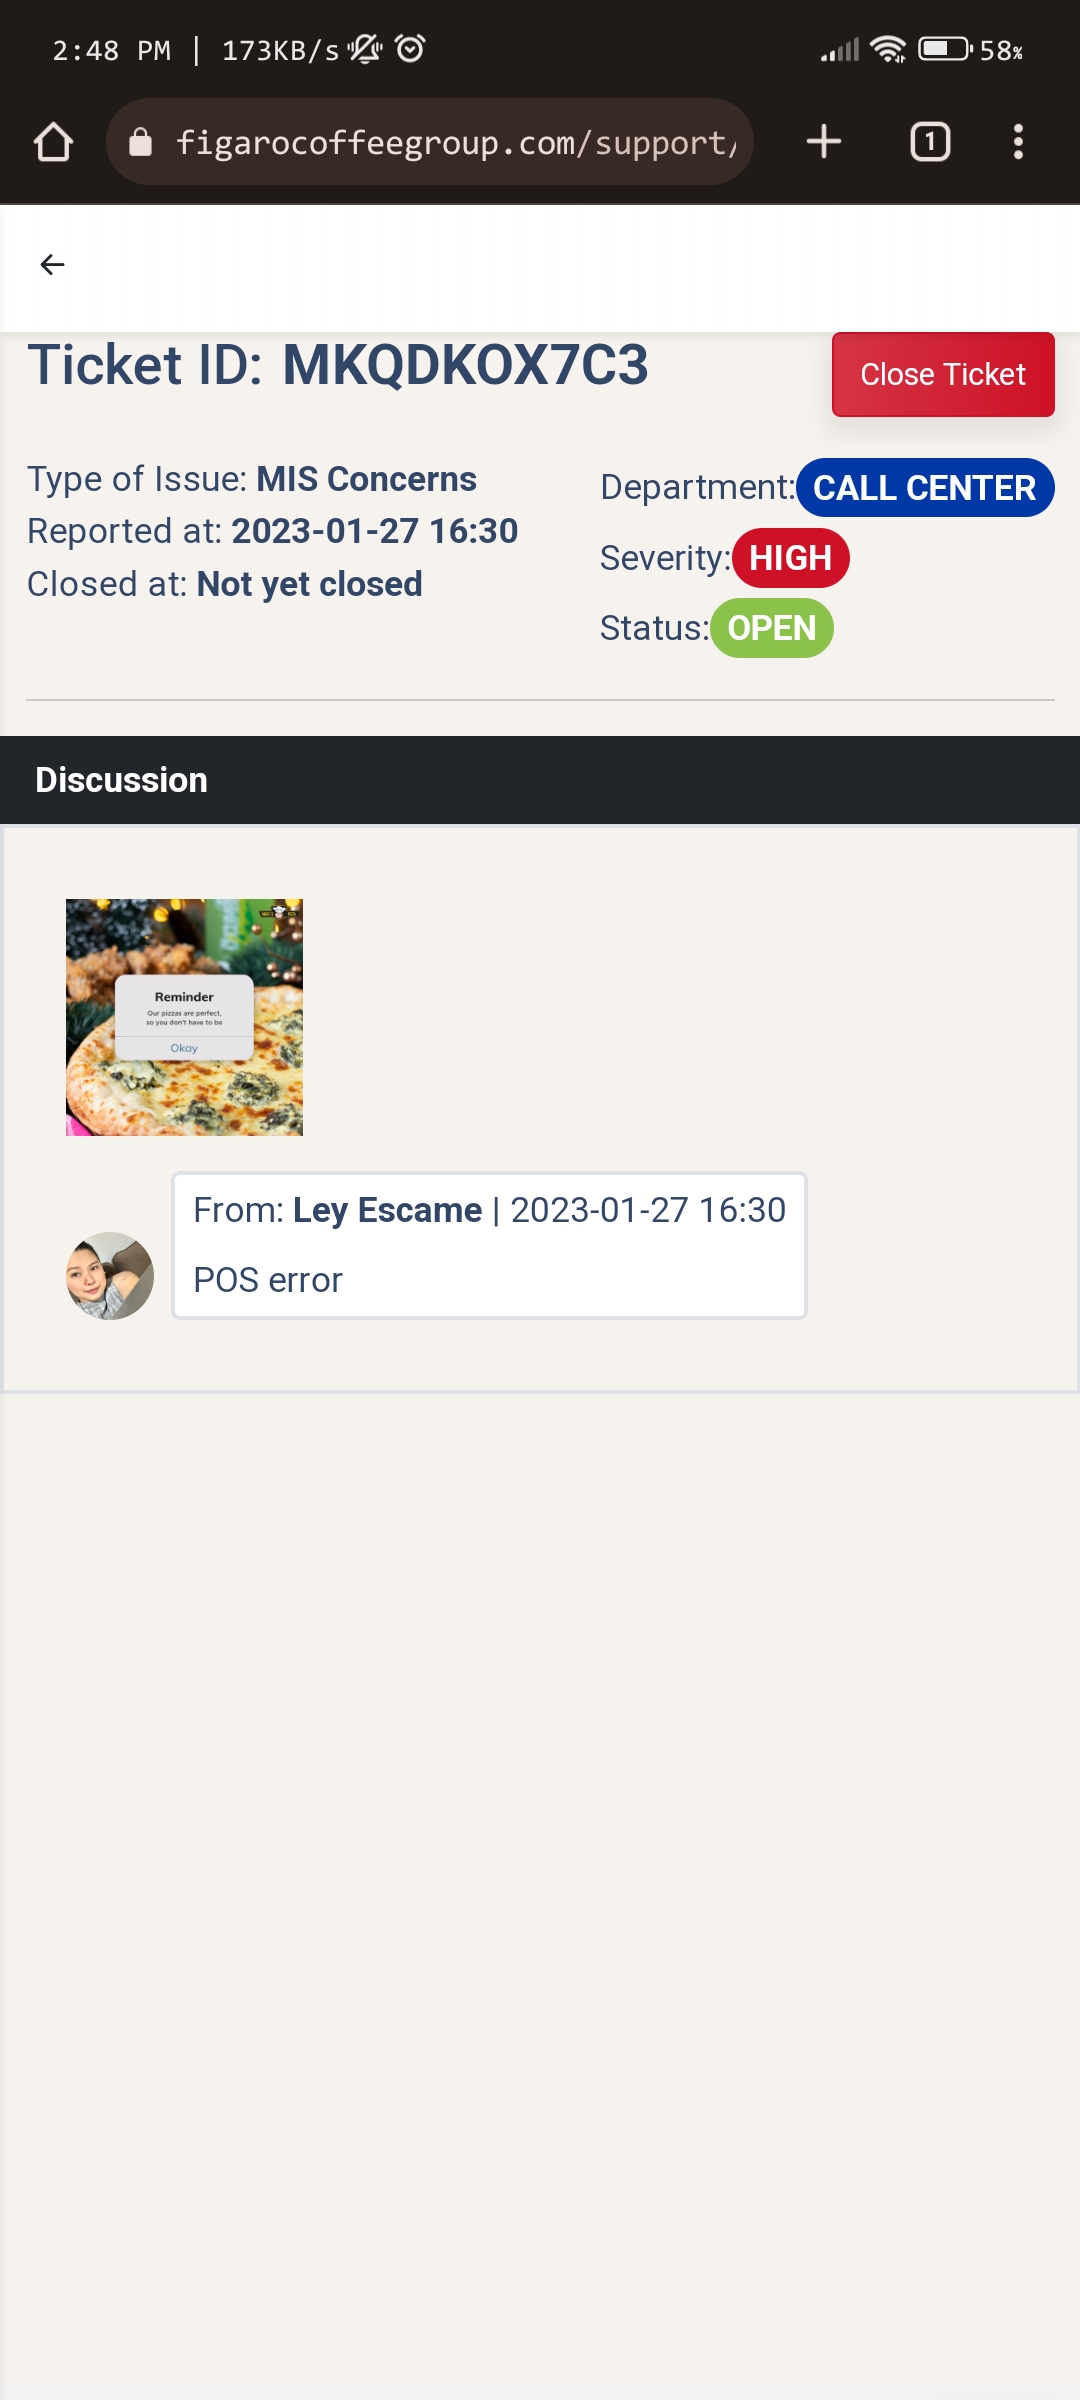 2:48 PM | 173KB/s 58%
figarocoffeegroup.com/support/
1
Ticket ID: MKQDKOX7C3
Close Ticket
Type of Issue: MIS Concerns
Reported at: 2023-01-27 16:30
Closed at: Not yet closed
Department: CALL CENTER
Severity: HIGH
Status: OPEN
Discussion
Reminder
Our pizzas are perfect,
so you don't have to be
Okay
From: Ley Escame | 2023-01-27 16:30
POS error